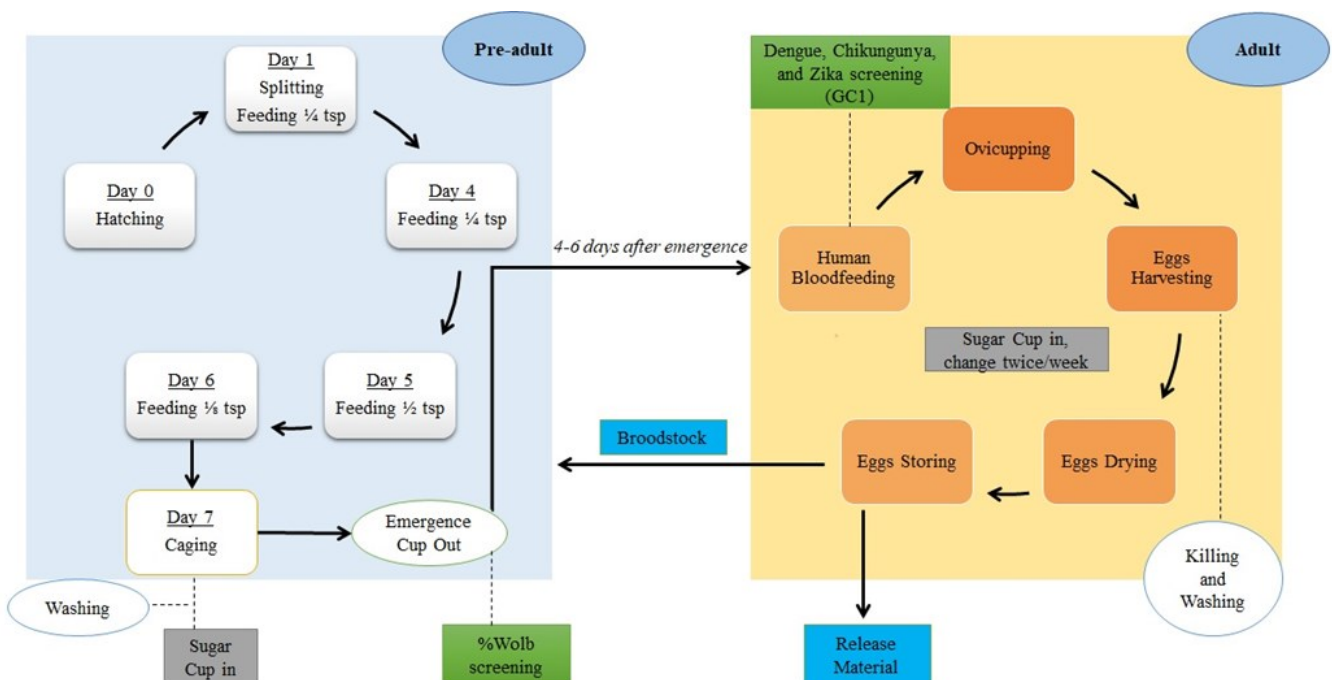 Pre-adult
Day 1
Splitting
Feeding ¼ tsp
Day 0
Hatching
Day 4
Feeding ¼ tsp
Day 6
Feeding ⅛ tsp
Day 5
Feeding ½ tsp
Day 7
Caging
Emergence
Cup Out
Washing
Sugar
Cup in
%Wolb
screening
4-6 days after emergence
Broodstock
Adult
Dengue, Chikungunya,
and Zika screening
(GC1)
Ovicupping
Human
Bloodfeeding
Eggs
Harvesting
Sugar Cup in,
change twice/week
Eggs Storing
Eggs Drying
Killing
and
Washing
Release
Material